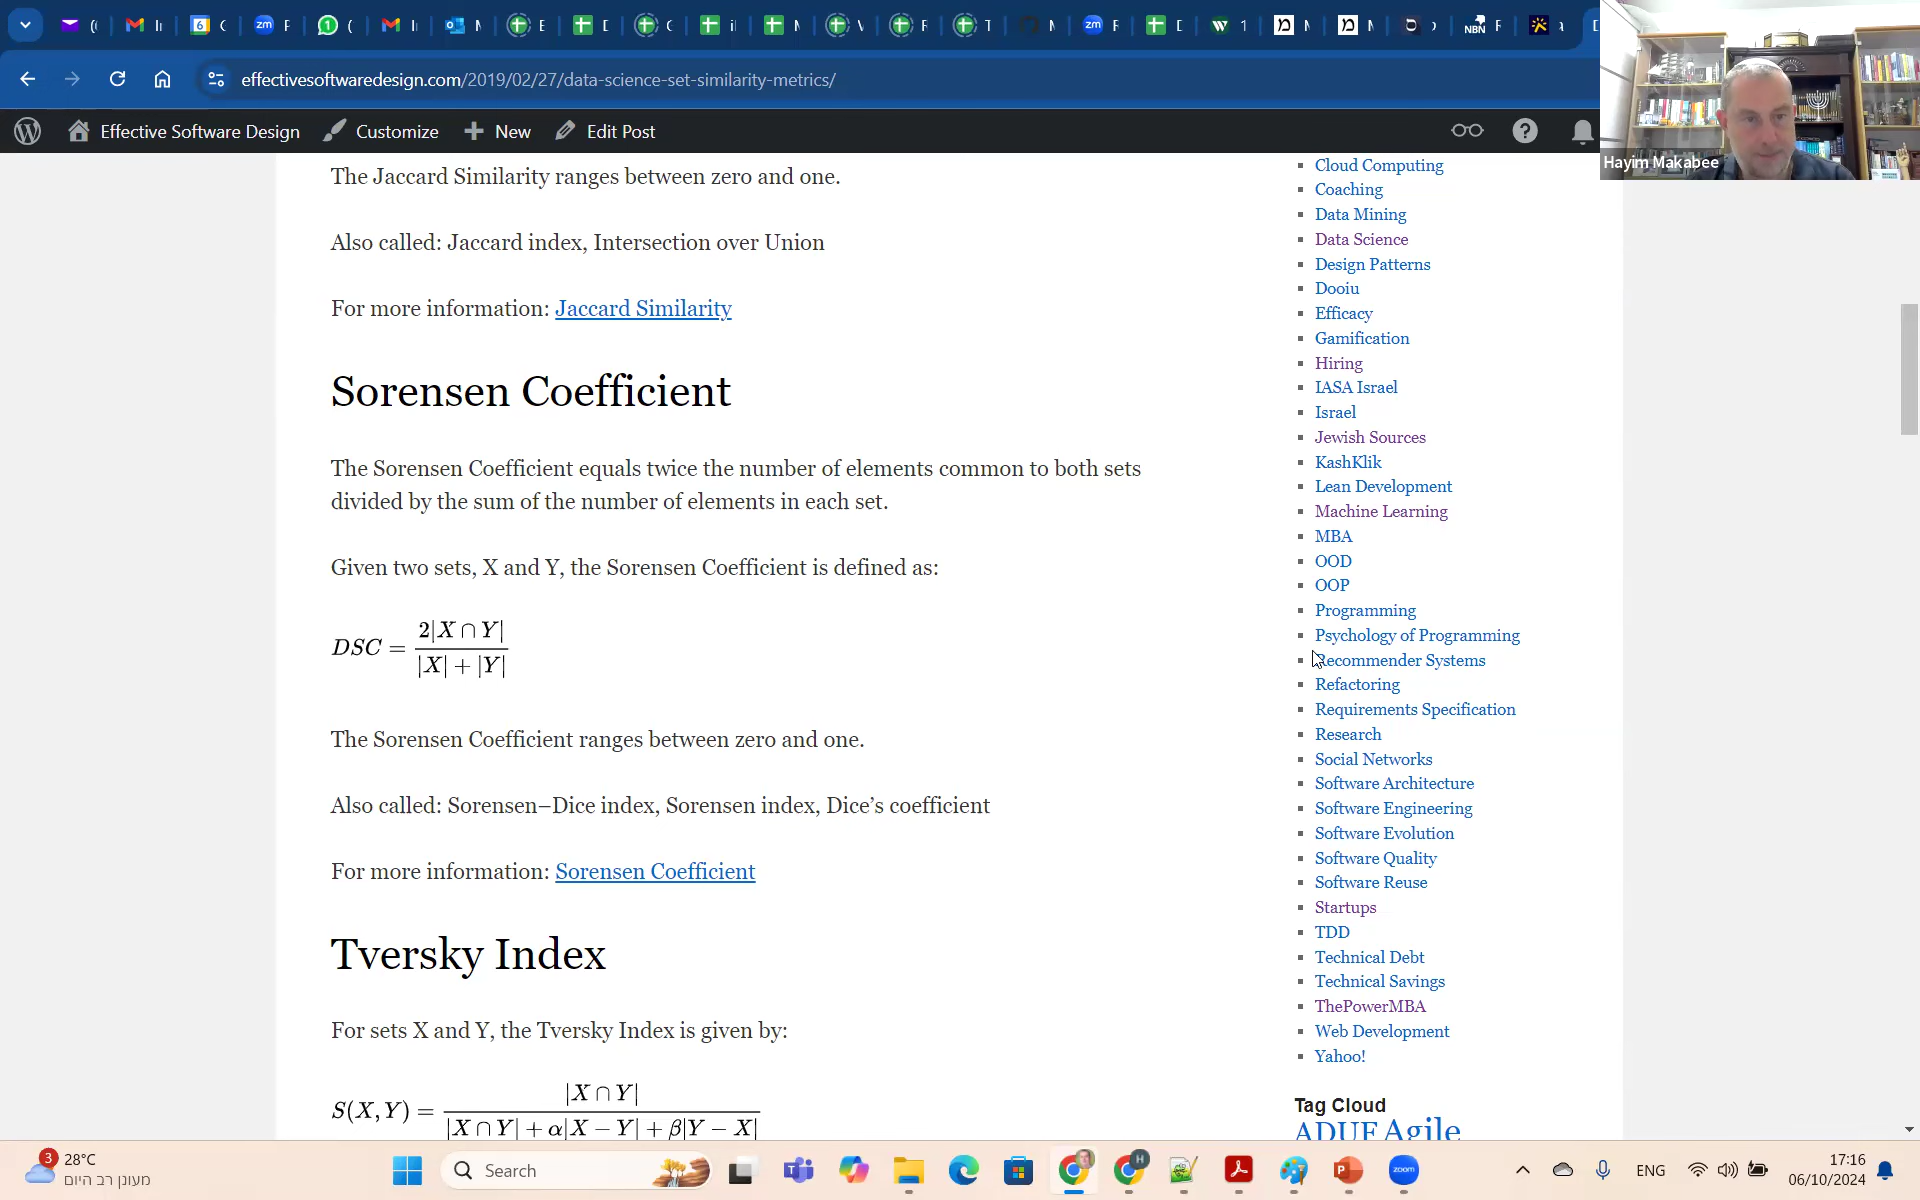 effectivesoftwaredesign.com/2019/02/27/data-science-set-similarity-metrics/
Effective Software Design
Customize
New
Edit Post
Hayim Makabee
The Jaccard Similarity ranges between zero and one.
Also called: Jaccard index, Intersection over Union
For more information: Jaccard Similarity
Sorensen Coefficient
The Sorensen Coefficient equals twice the number of elements common to both sets
divided by the sum of the number of elements in each set.
Given two sets, X and Y, the Sorensen Coefficient is defined as:
DSC = 2|X ∩ Y| / |X| + |Y|
The Sorensen Coefficient ranges between zero and one.
Also called: Sorensen–Dice index, Sorensen index, Dice’s coefficient
For more information: Sorensen Coefficient
Tversky Index
For sets X and Y, the Tversky Index is given by:
S(X, Y) = |X ∩ Y| / |X ∩ Y| + α|X − Y| + β|Y − X|
Cloud Computing
Coaching
Data Mining
Data Science
Design Patterns
Dooiu
Efficacy
Gamification
Hiring
IASA Israel
Israel
Jewish Sources
KashKlik
Lean Development
Machine Learning
MBA
OOD
OOP
Programming
Psychology of Programming
Recommender Systems
Refactoring
Requirements Specification
Research
Social Networks
Software Architecture
Software Engineering
Software Evolution
Software Quality
Software Reuse
Startups
TDD
Technical Debt
Technical Savings
ThePowerMBA
Web Development
Yahoo!
Tag Cloud
ADUF Agile
3
28°C
מעונן רב היום
Search
zoom
ENG
17:16
06/10/2024